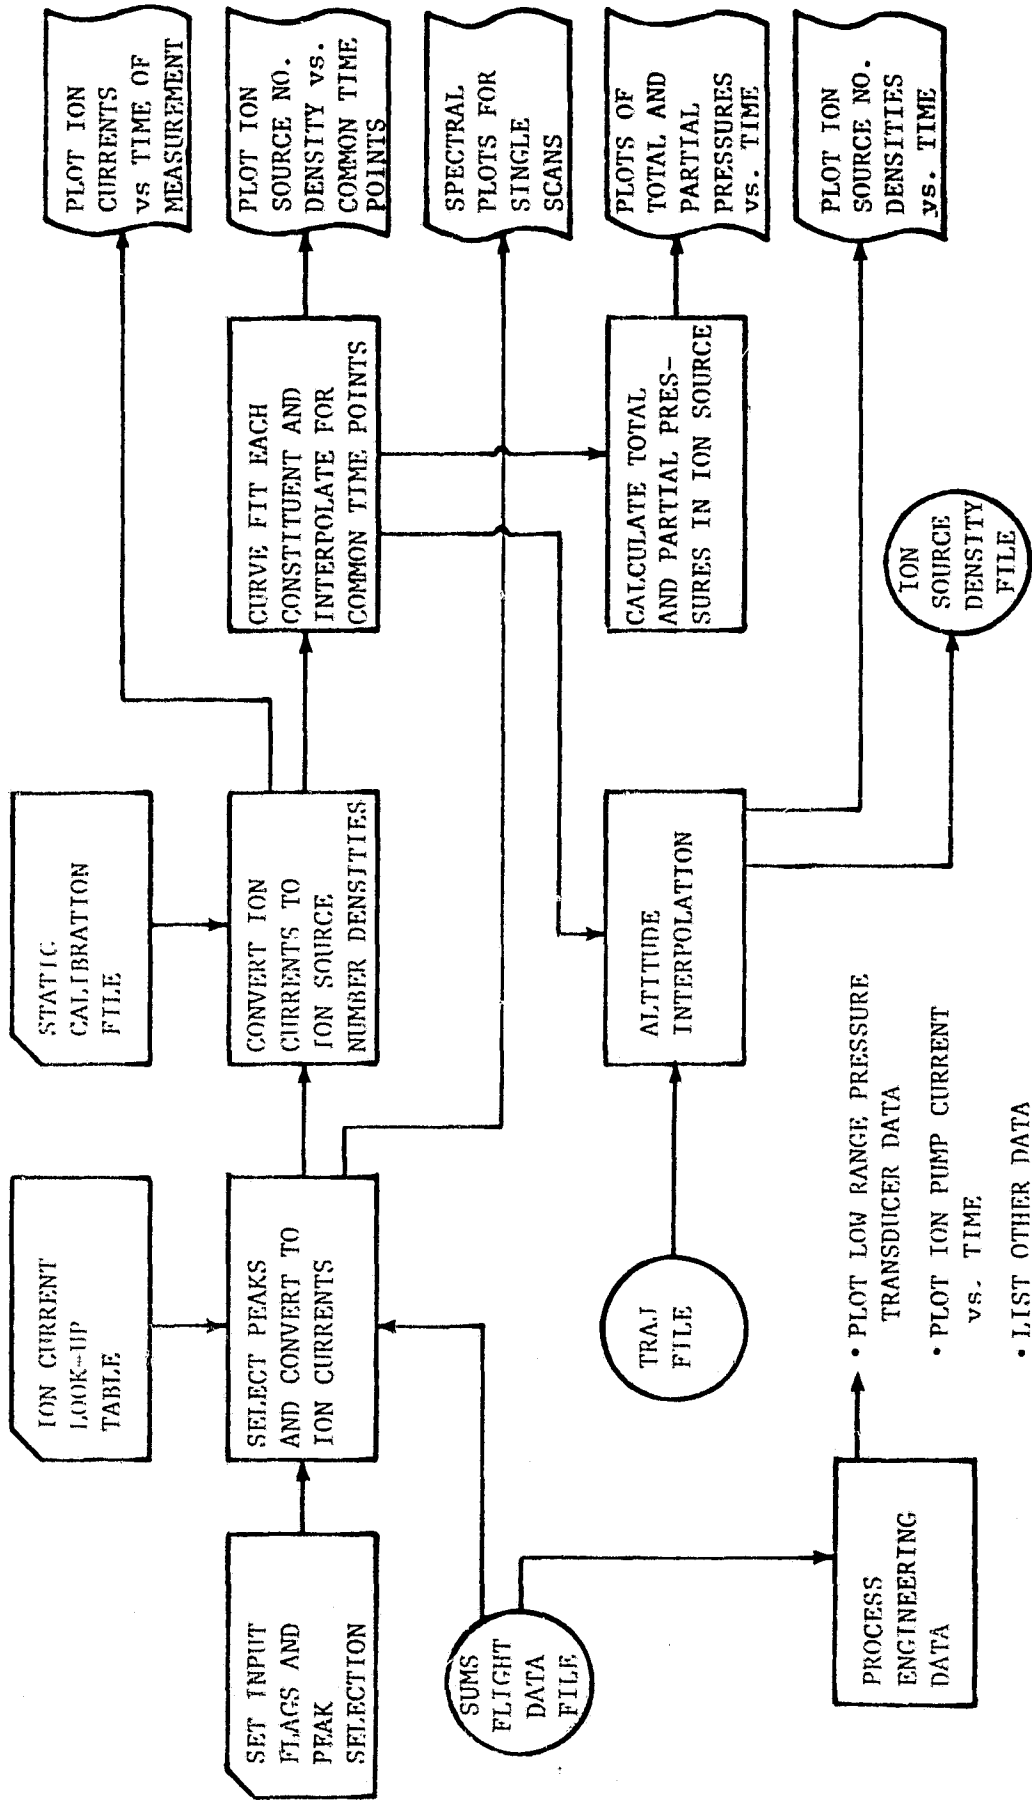 ION CURRENT
LOOK-UP
TABLE
STATIC
CALIBRATION
FILE
PLOT ION
CURRENTS
vs TIME OF
MEASUREMENT
SET INPUT
FLAGS AND
PEAK
SELECTION
SELECT PEAKS
AND CONVERT TO
ION CURRENTS
CONVERT ION
CURRENTS TO
ION SOURCE
NUMBER DENSITIES
CURVE FIT EACH
CONSTITUENT AND
INTERPOLATE FOR
COMMON TIME POINTS
PLOT ION
SOURCE NO.
DENSITY vs.
COMMON TIME
POINTS
SUMS
FLIGHT
DATA
FILE
SPECTRAL
PLOTS FOR
SINGLE
SCANS
TRAJ
FILE
ALTITUDE
INTERPOLATION
CALCULATE TOTAL
AND PARTIAL PRES-
SURES IN ION SOURCE
PLOTS OF
TOTAL AND
PARTIAL
PRESSURES
vs. TIME
PROCESS
ENGINEERING
DATA
• PLOT LOW RANGE PRESSURE
TRANSDUCER DATA
• PLOT ION PUMP CURRENT
vs. TIME
• LIST OTHER DATA
ION
SOURCE
DENSITY
FILE
PLOT ION
SOURCE NO.
DENSITIES
vs. TIME